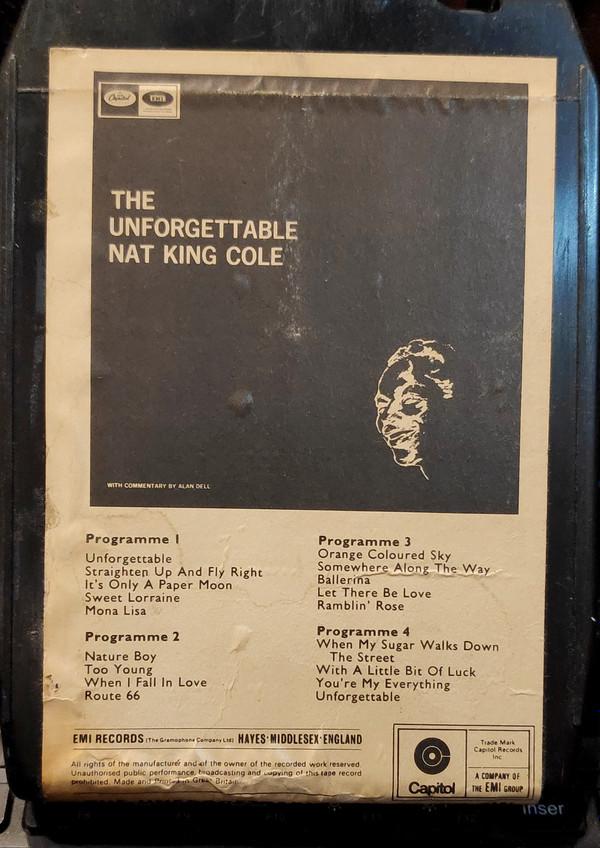 Capitol
EMI
THE
UNFORGETTABLE
NAT KING COLE
WITH COMMENTARY BY ALAN DELL
Programme 1
Unforgettable
Straighten Up And Fly Right
It's Only A Paper Moon
Sweet Lorraine
Mona Lisa
Programme 2
Nature Boy
Too Young
When I Fall In Love
Route 66
Programme 3
Orange Coloured Sky
Somewhere Along The Way
Ballerina
Let There Be Love
Ramblin' Rose
Programme 4
When My Sugar Walks Down
The Street
With A Little Bit Of Luck
You're My Everything
Unforgettable
EMI RECORDS (The Gramophone Company Ltd) HAYES·MIDDLESEX·ENGLAND
All rights of the manufacturer and of the owner of the recorded work reserved.
Unauthorised public performance, broadcasting and copying of this tape record
prohibited. Made and Printed in Great Britain
Capitol
Trade Mark
Capitol Records
Inc
A COMPANY OF
THE EMI GROUP